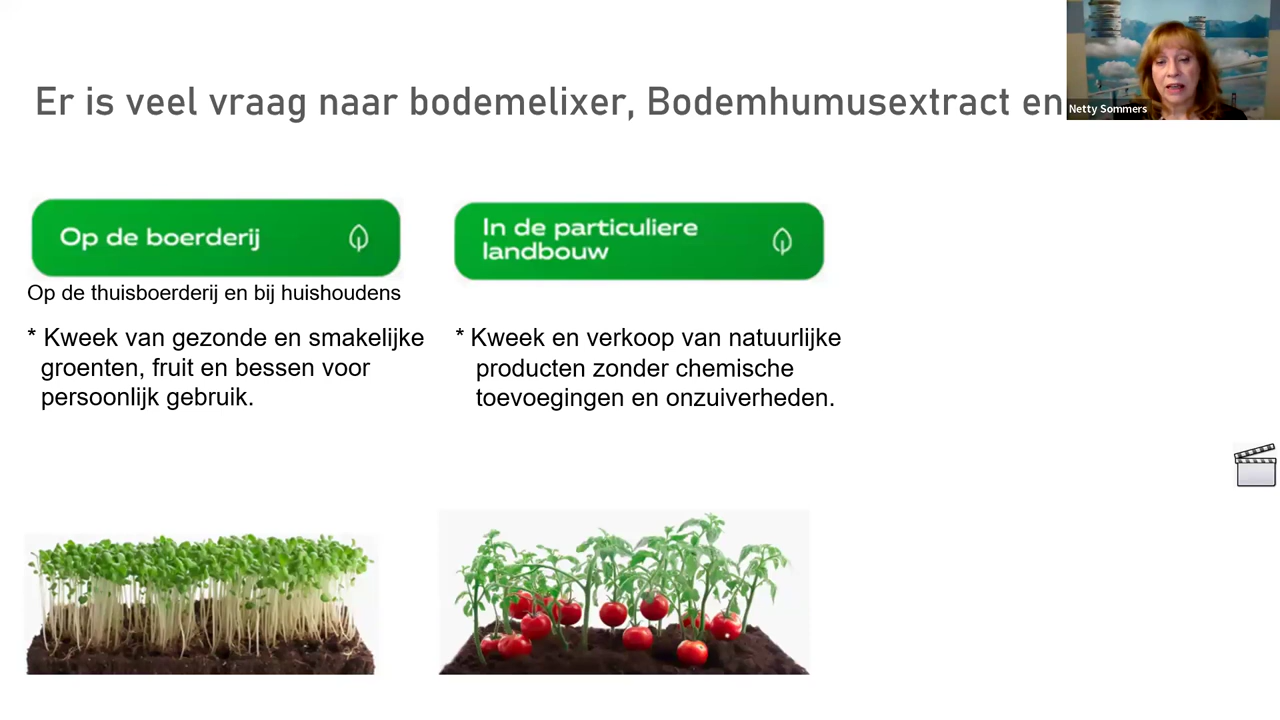 Er is veel vraag naar bodemelixer, Bodemhumusextract en
Netty Sommers
Op de boerderij
Op de thuisboerderij en bij huishoudens
* Kweek van gezonde en smakelijke
groenten, fruit en bessen voor
persoonlijk gebruik.
In de particuliere
landbouw
* Kweek en verkoop van natuurlijke
producten zonder chemische
toevoegingen en onzuiverheden.